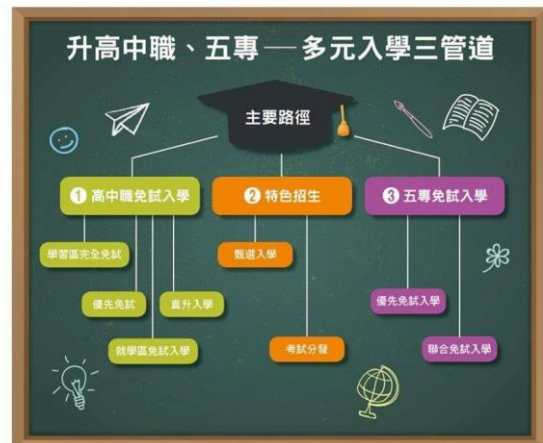 升高中職、五專—多元入學三管道
主要路徑
1 高中職免試入學
2 特色招生
3 五專免試入學
學習區完全免試
甄選入學
優先免試
直升入學
優先免試入學
就學區免試入學
考試分發
聯合免試入學